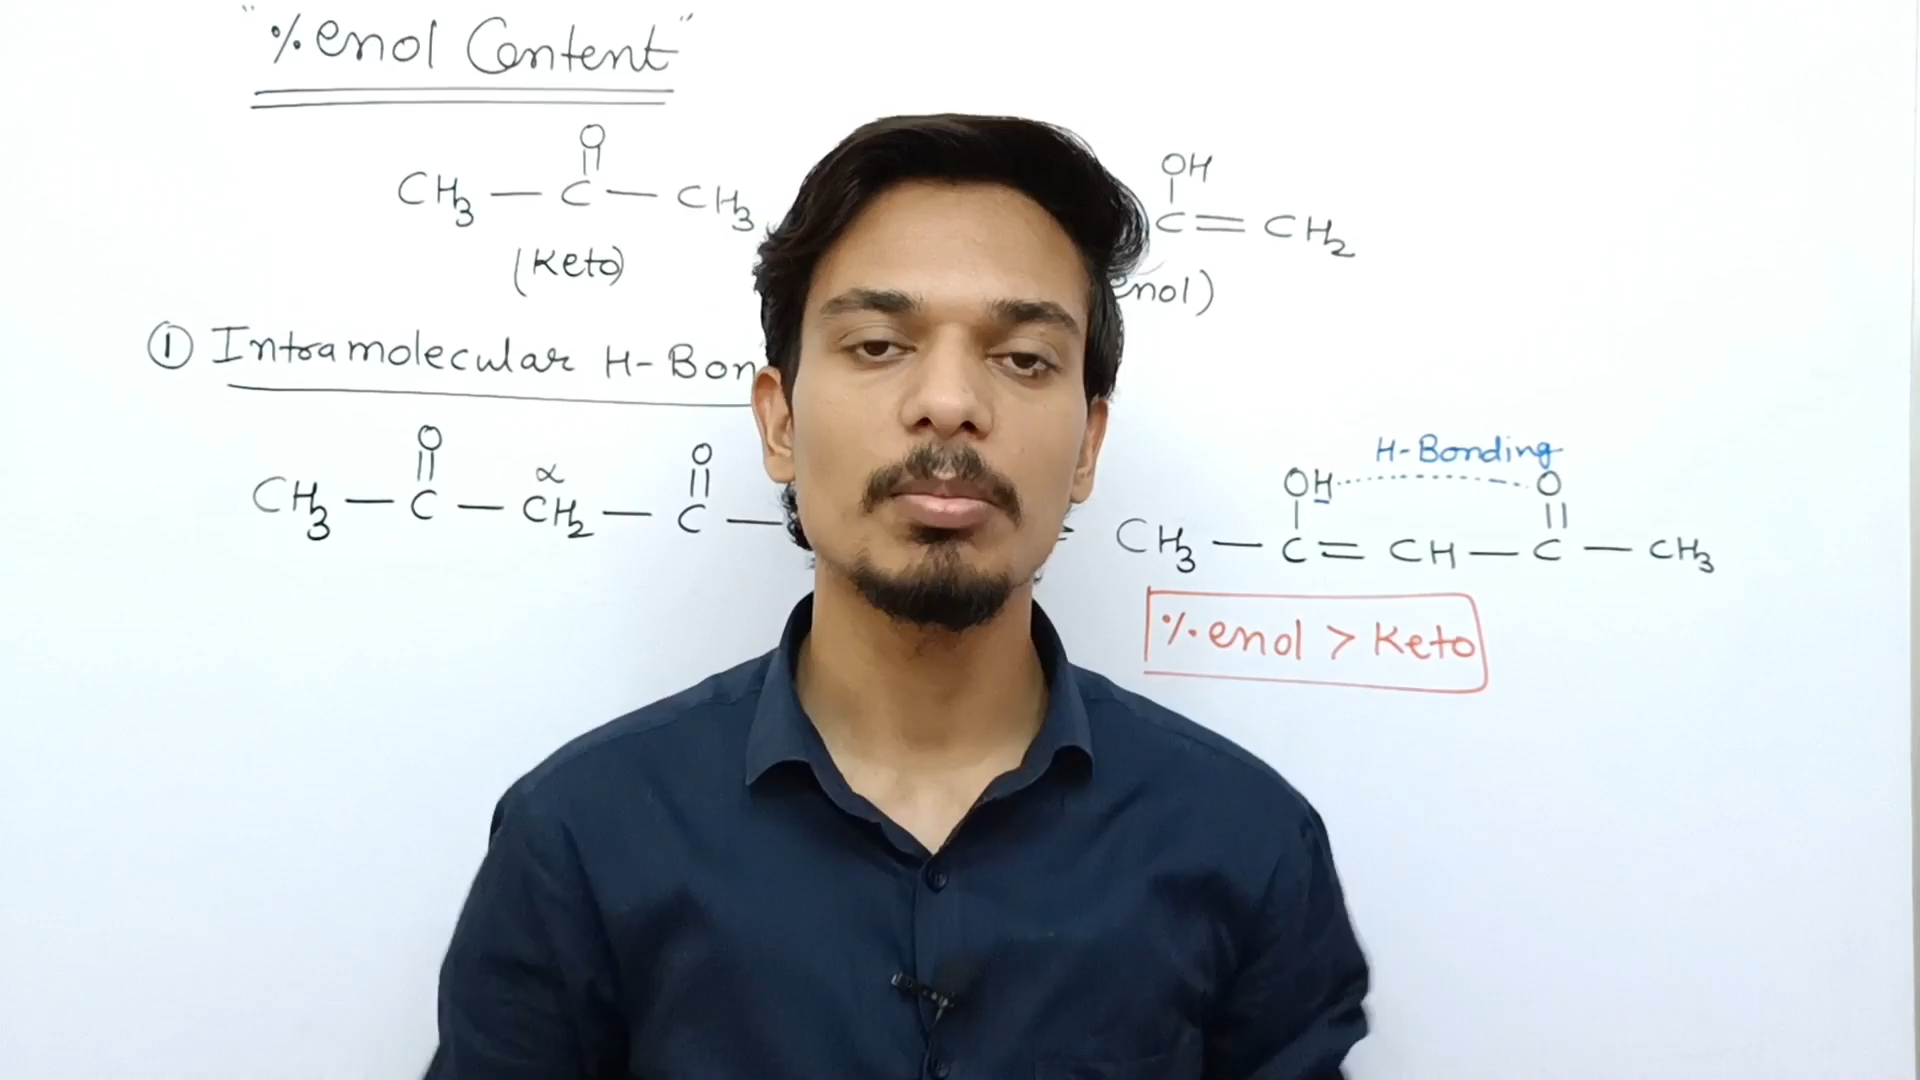 "% enol Content"
O OH
CH3 — C — CH3 C = CH2
(Keto) enol)
① Intramolecular H-Bon
H-Bonding
O α O OH O
CH3 — C — CH2 — C — CH3 — C = CH — C — CH3
% enol > Keto